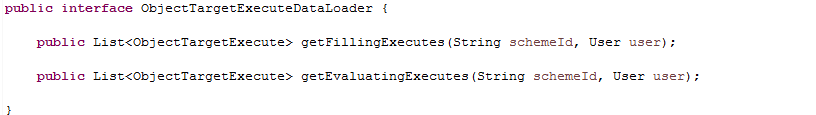 public interface ObjectTargetExecuteDataLoader {
public List<ObjectTargetExecute> getFillingExecutes(String schemeId, User user);
public List<ObjectTargetExecute> getEvaluatingExecutes(String schemeId, User user);
}